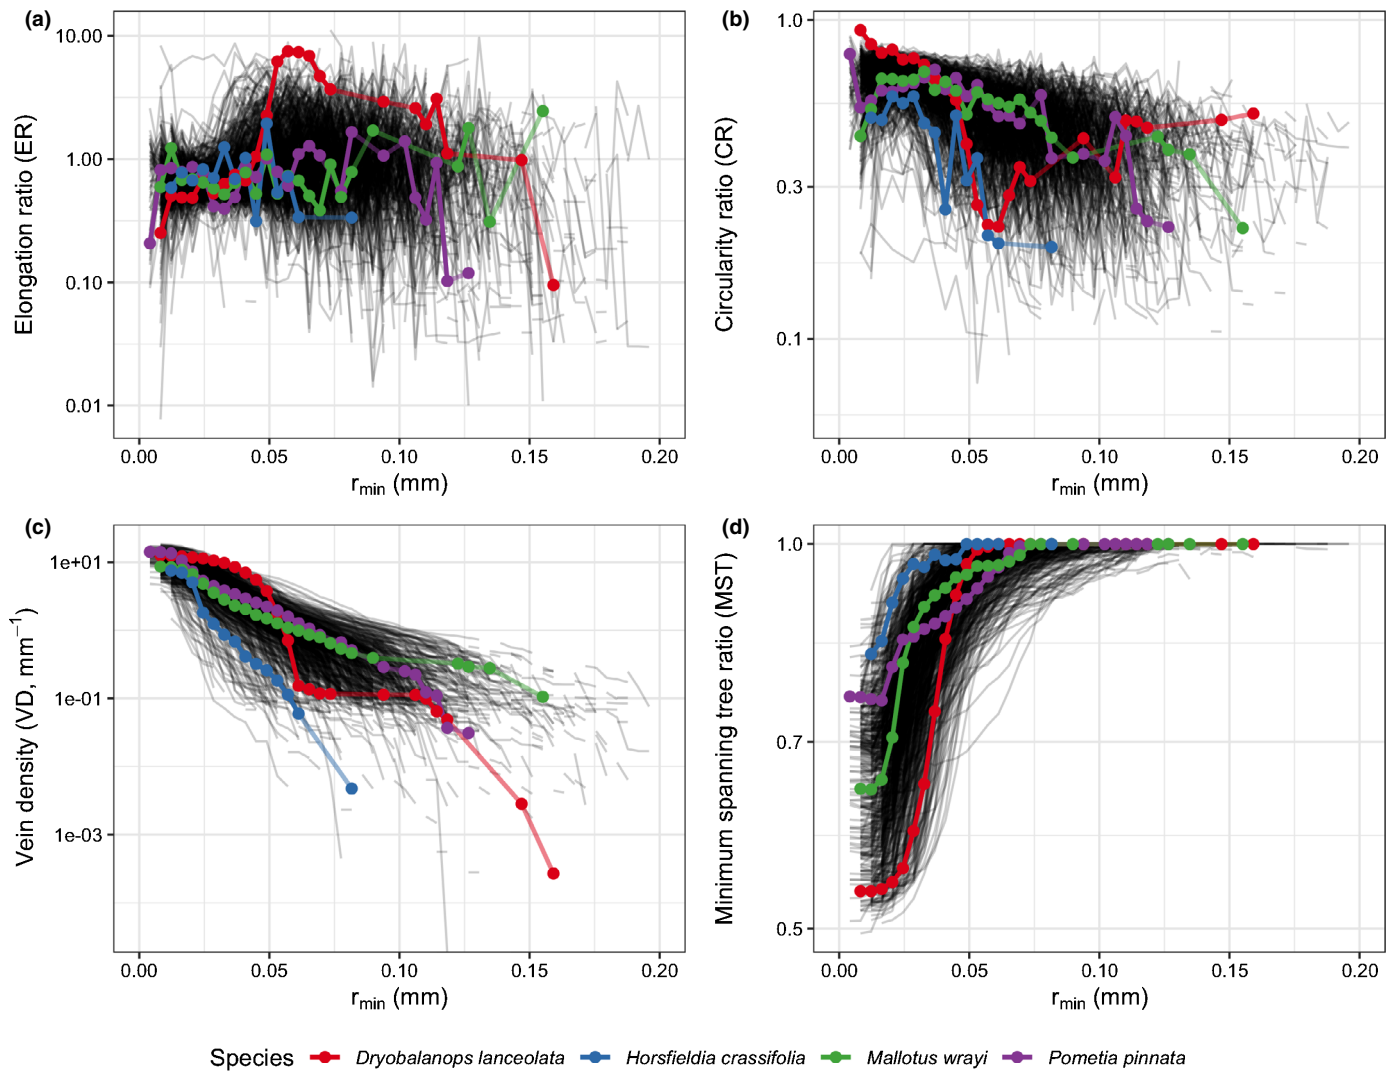 (a)
10.00
1.00
0.10
0.01
Elongation ratio (ER)
0.00 0.05 0.10 0.15 0.20
rmin (mm)
(b)
1.0
0.3
0.1
Circularity ratio (CR)
0.00 0.05 0.10 0.15 0.20
rmin (mm)
(c)
1e+01
1e−01
1e−03
Vein density (VD, mm−1)
0.00 0.05 0.10 0.15 0.20
rmin (mm)
(d)
1.0
0.7
0.5
Minimum spanning tree ratio (MST)
0.00 0.05 0.10 0.15 0.20
rmin (mm)
Species Dryobalanops lanceolata Horsfieldia crassifolia Mallotus wrayi Pometia pinnata